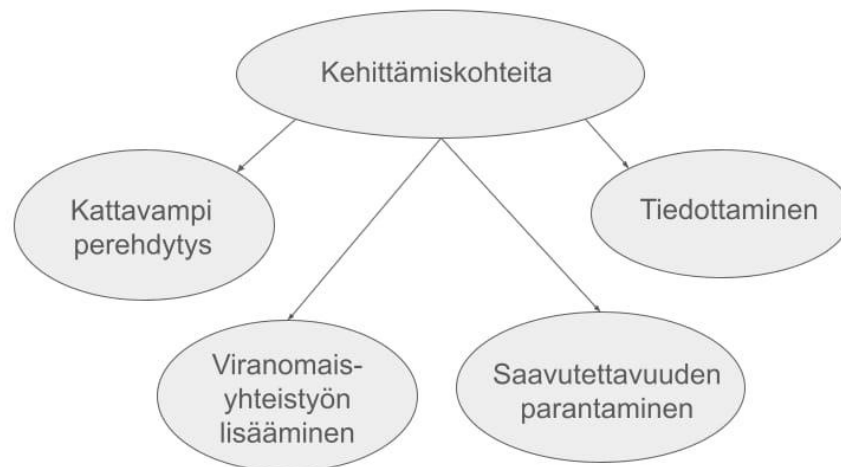 Kehittämiskohteita
Kattavampi
perehdytys
Tiedottaminen
Viranomais-
yhteistyön
lisääminen
Saavutettavuuden
parantaminen